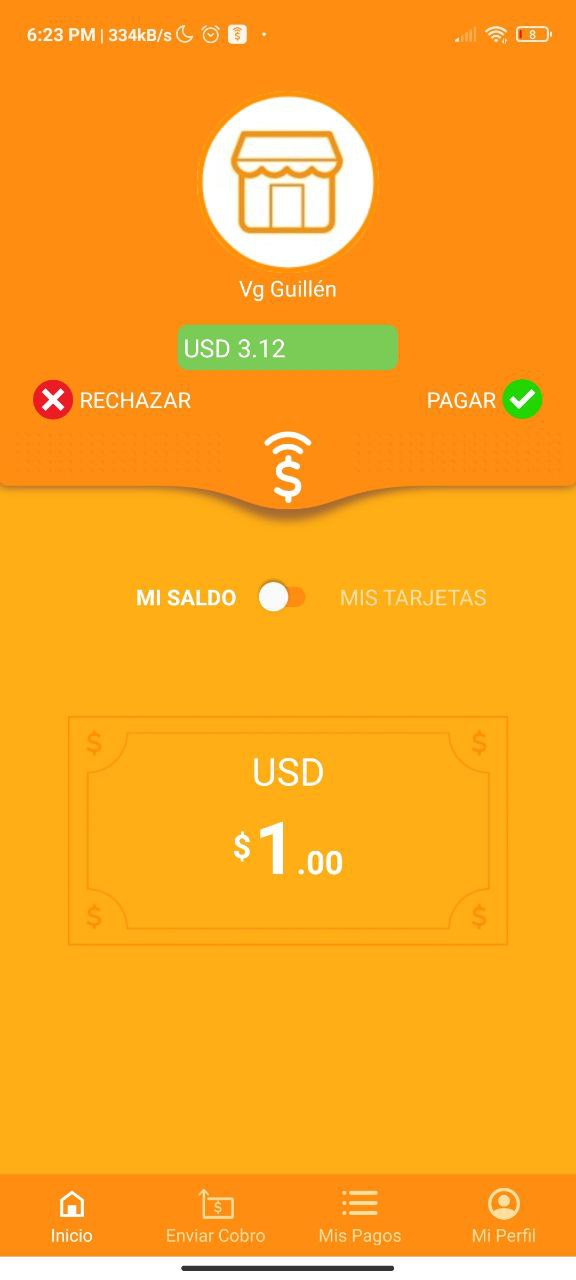 6:23 PM | 334kB/s
8
Vg Guillén
USD 3.12
RECHAZAR
PAGAR
$
MI SALDO
MIS TARJETAS
$ $
USD
$1.00
$ $
Inicio
Enviar Cobro
Mis Pagos
Mi Perfil